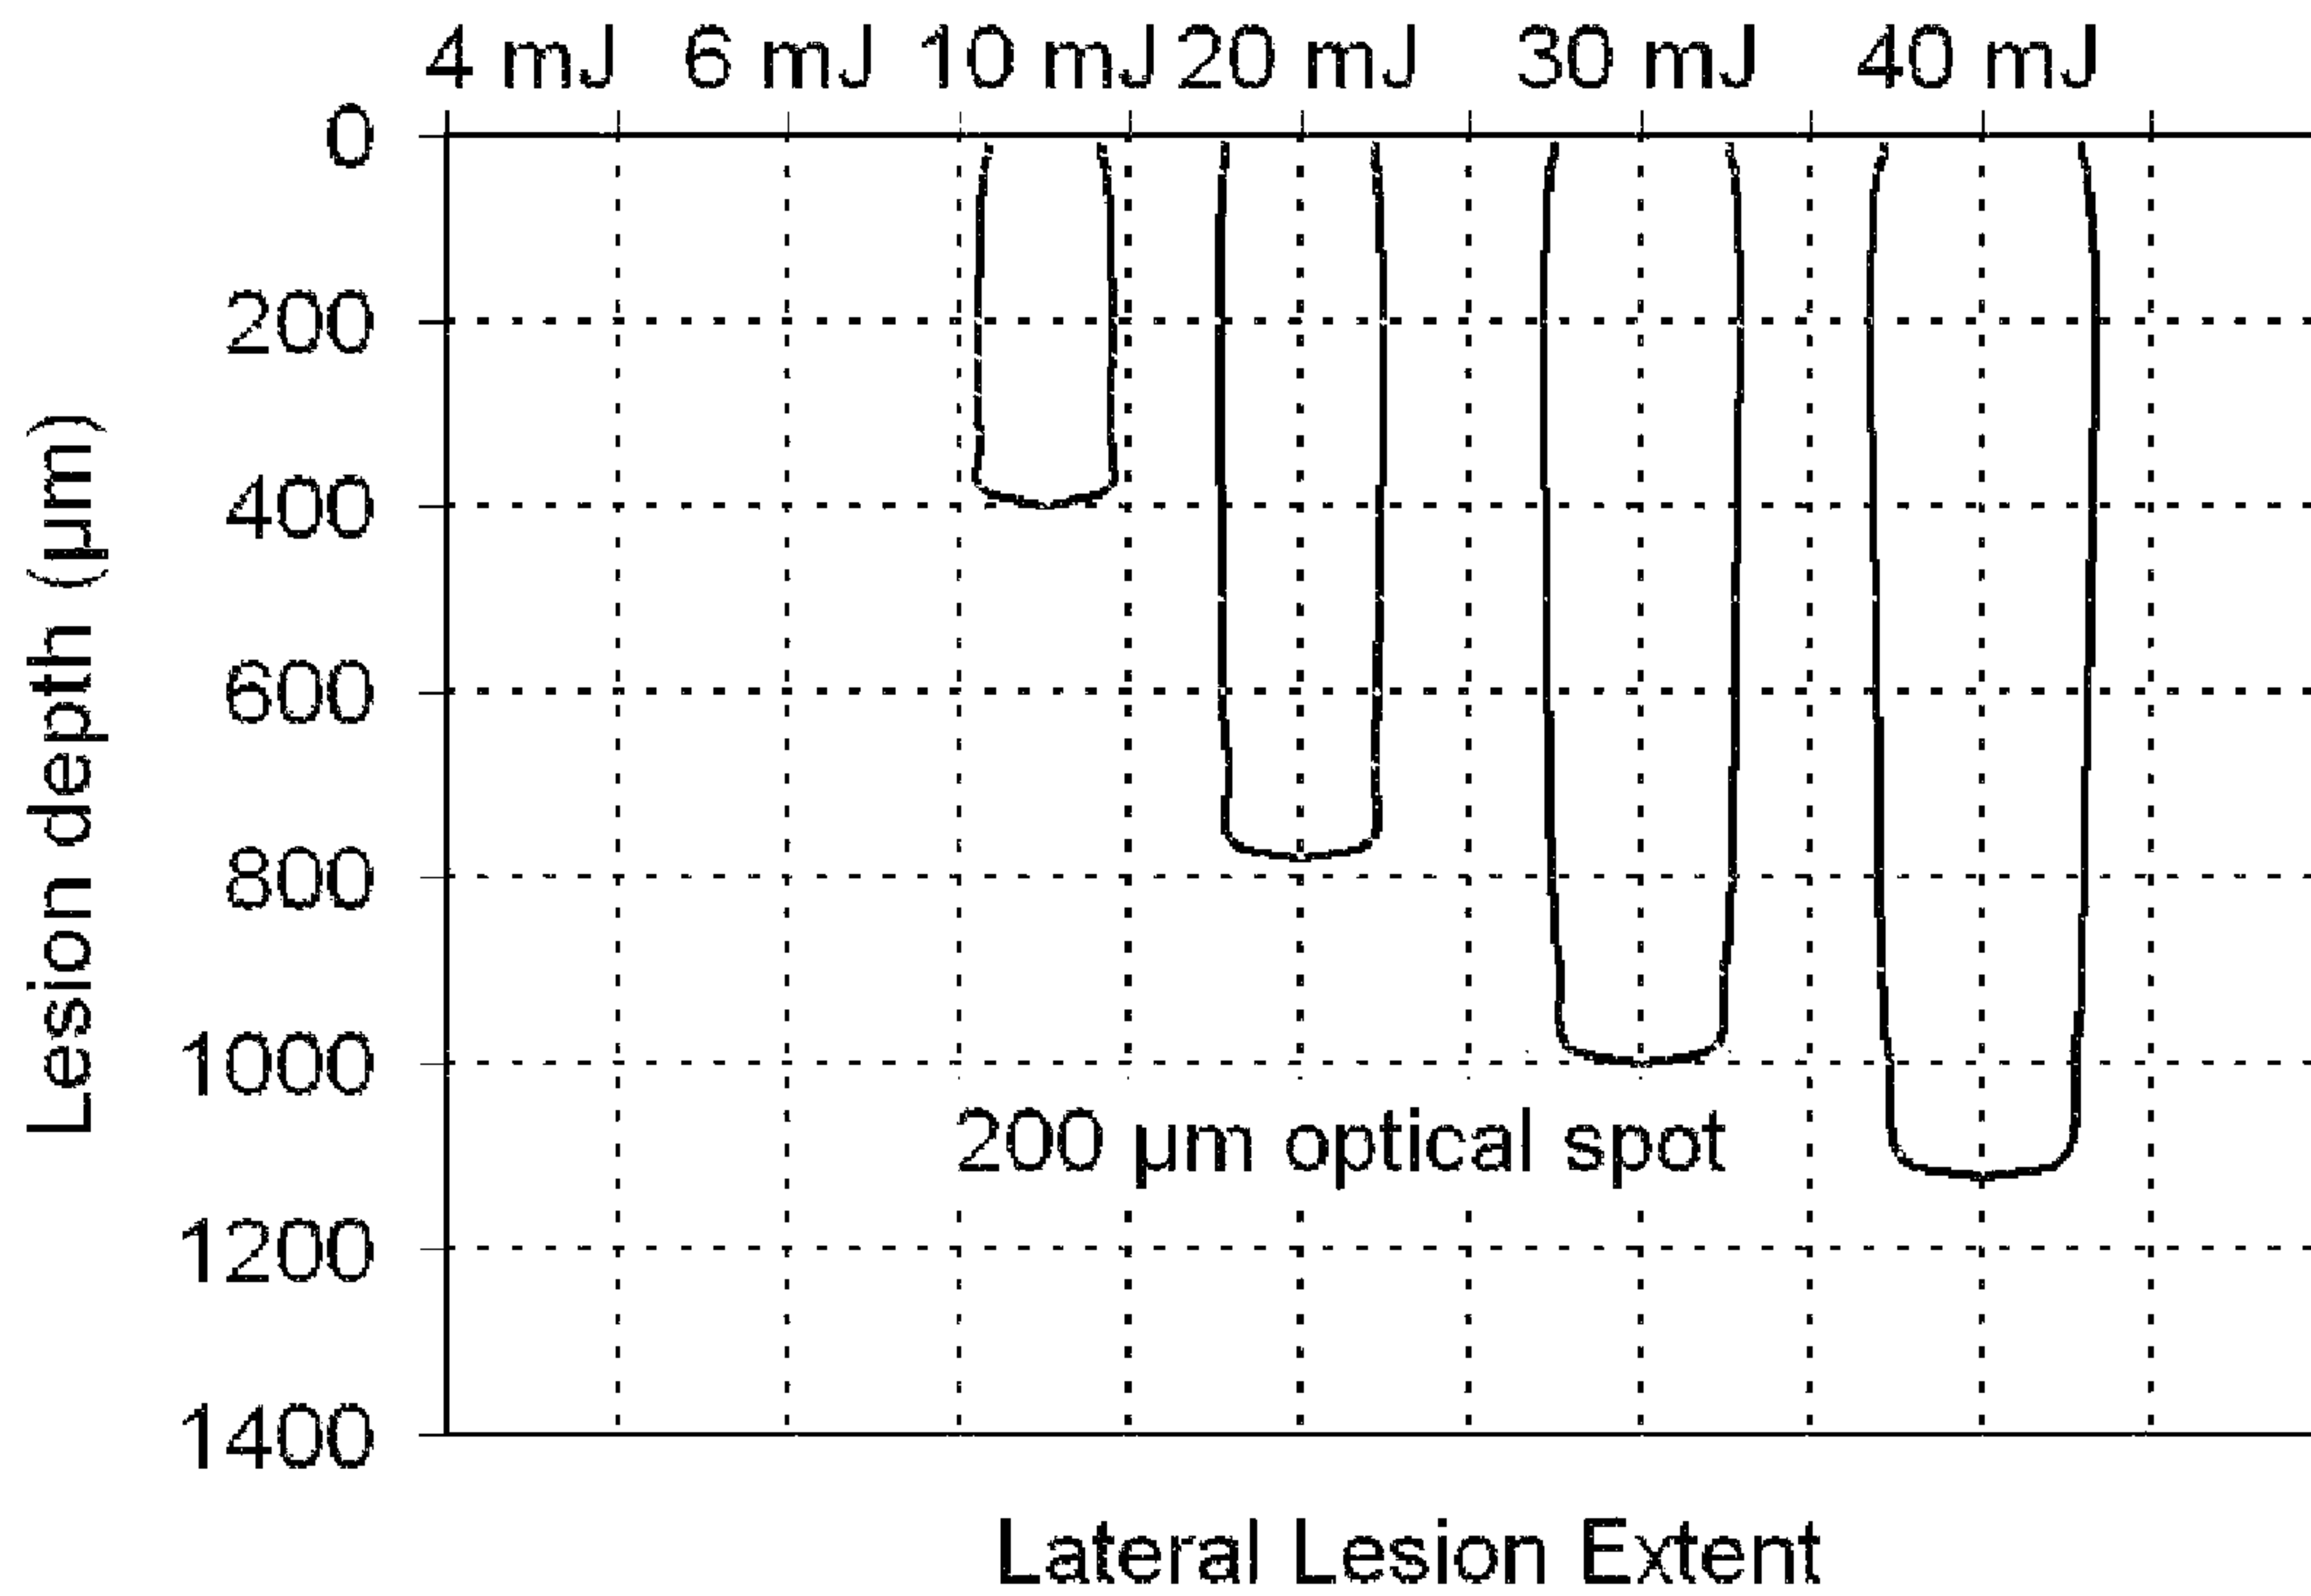 4 mJ 6 mJ 10 mJ 20 mJ 30 mJ 40 mJ
0
200
400
600
800
1000
1200
1400
Lesion depth (µm)
200 µm optical spot
Lateral Lesion Extent